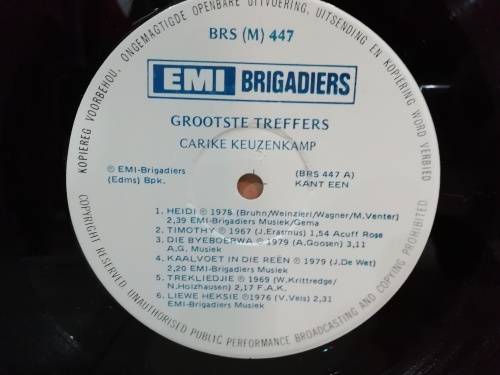 KOPIEREG VOORBEHOU. ONGEMAGTIGDE OPENBARE UITVOERING, UITSENDING EN KOPIERING WORD VERBIED
BRS (M) 447
EMI BRIGADIERS
GROOTSTE TREFFERS
CARIKE KEUZENKAMP
℗ EMI-Brigadiers
(Edms) Bpk.
(BRS 447 A)
KANT EEN
1. HEIDI ℗ 1975 (Bruhn/Weinzierl/Wagner/M.Venter)
2,39 EMI-Brigadiers Musiek/Gema
2. TIMOTHY ℗ 1967 (J.Erasmus) 1,54 Acuff Rose
3. DIE BYEBOERWA ℗ 1979 (A.Goosen) 3,11
A.G. Musiek
4. KAALVOET IN DIE REËN ℗ 1979 (J.De Wet)
2,20 EMI-Brigadiers Musiek
5. TREKLIEDJIE ℗ 1969 (W.Krittredge/
N.Holzhausen) 2,17 F.A.K.
6. LIEWE HEKSIE ℗1976 (V.Vels) 2,31
EMI-Brigadiers Musiek
COPYRIGHT RESERVED UNAUTHORISED PUBLIC PERFORMANCE BROADCASTING AND COPYING PROHIBITED